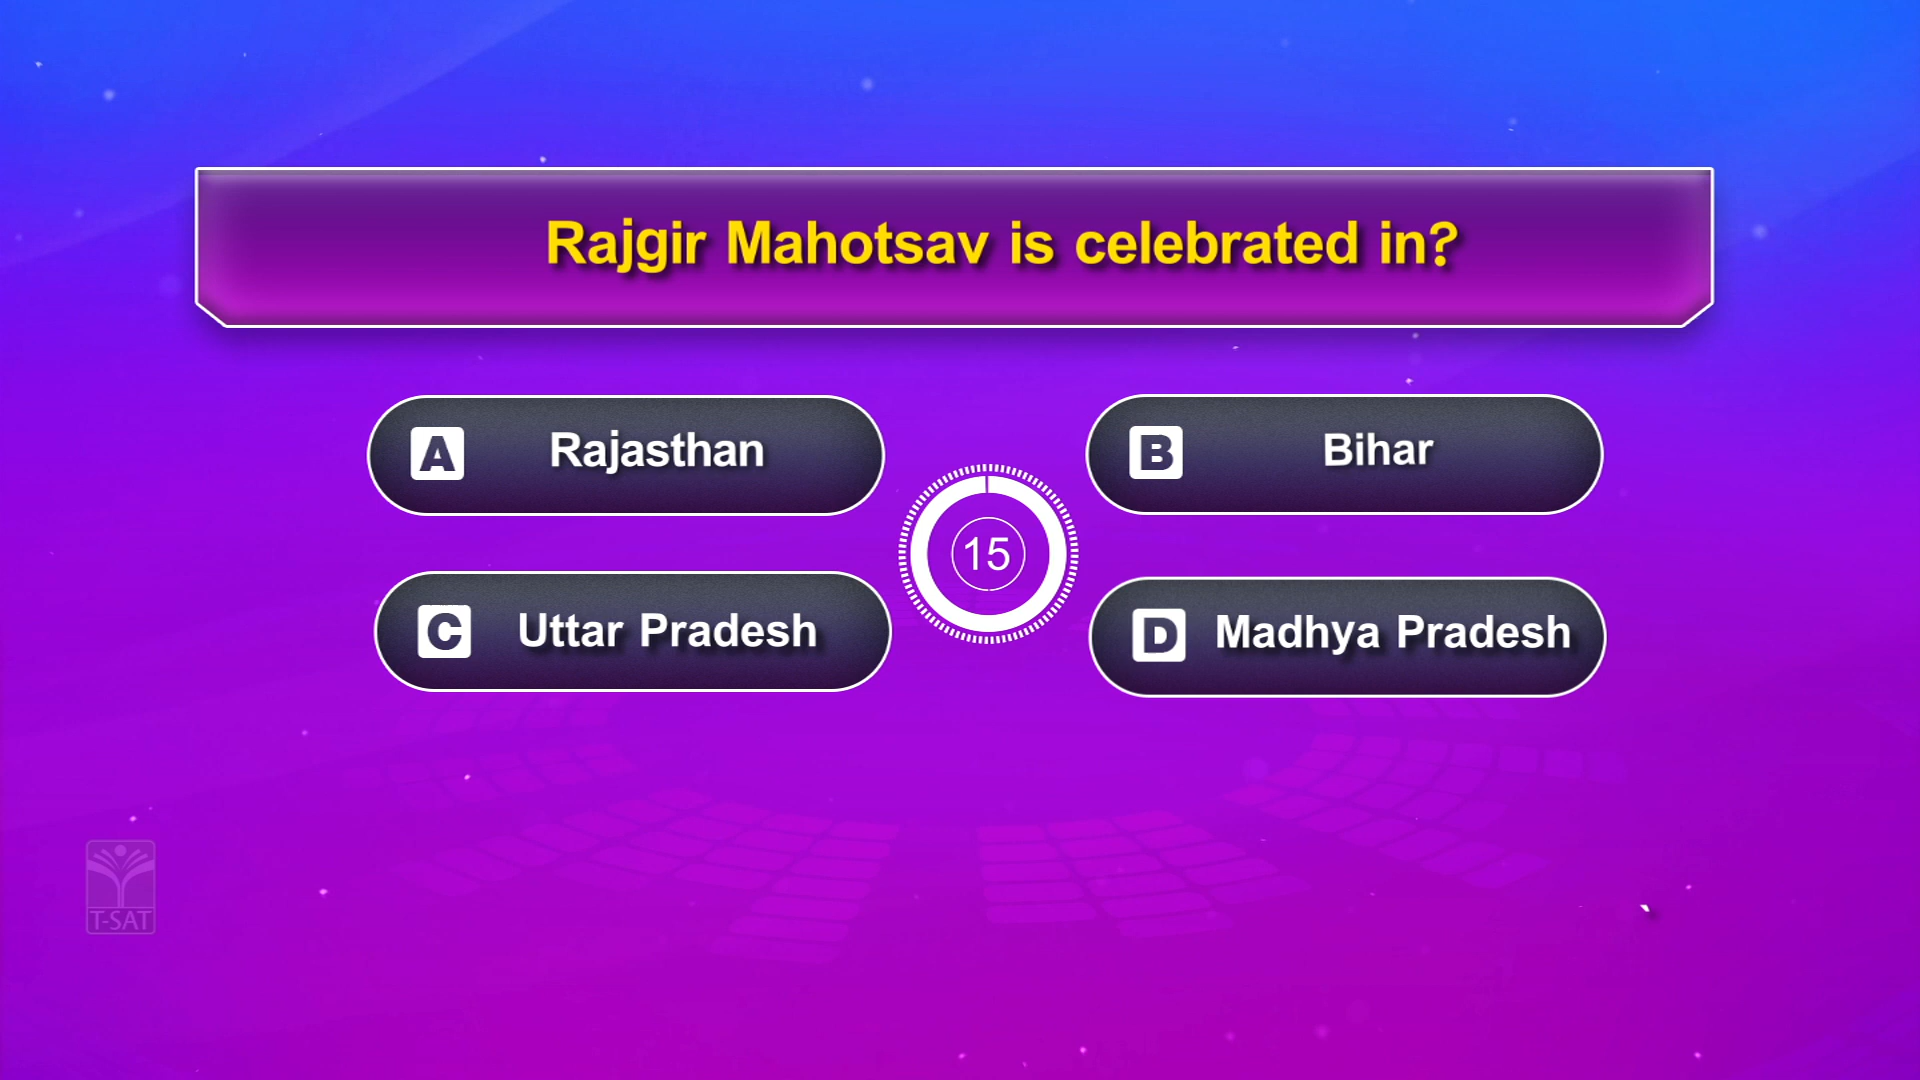 Rajgir Mahotsav is celebrated in?
A Rajasthan
B Bihar
15
C Uttar Pradesh
D Madhya Pradesh
T-SAT